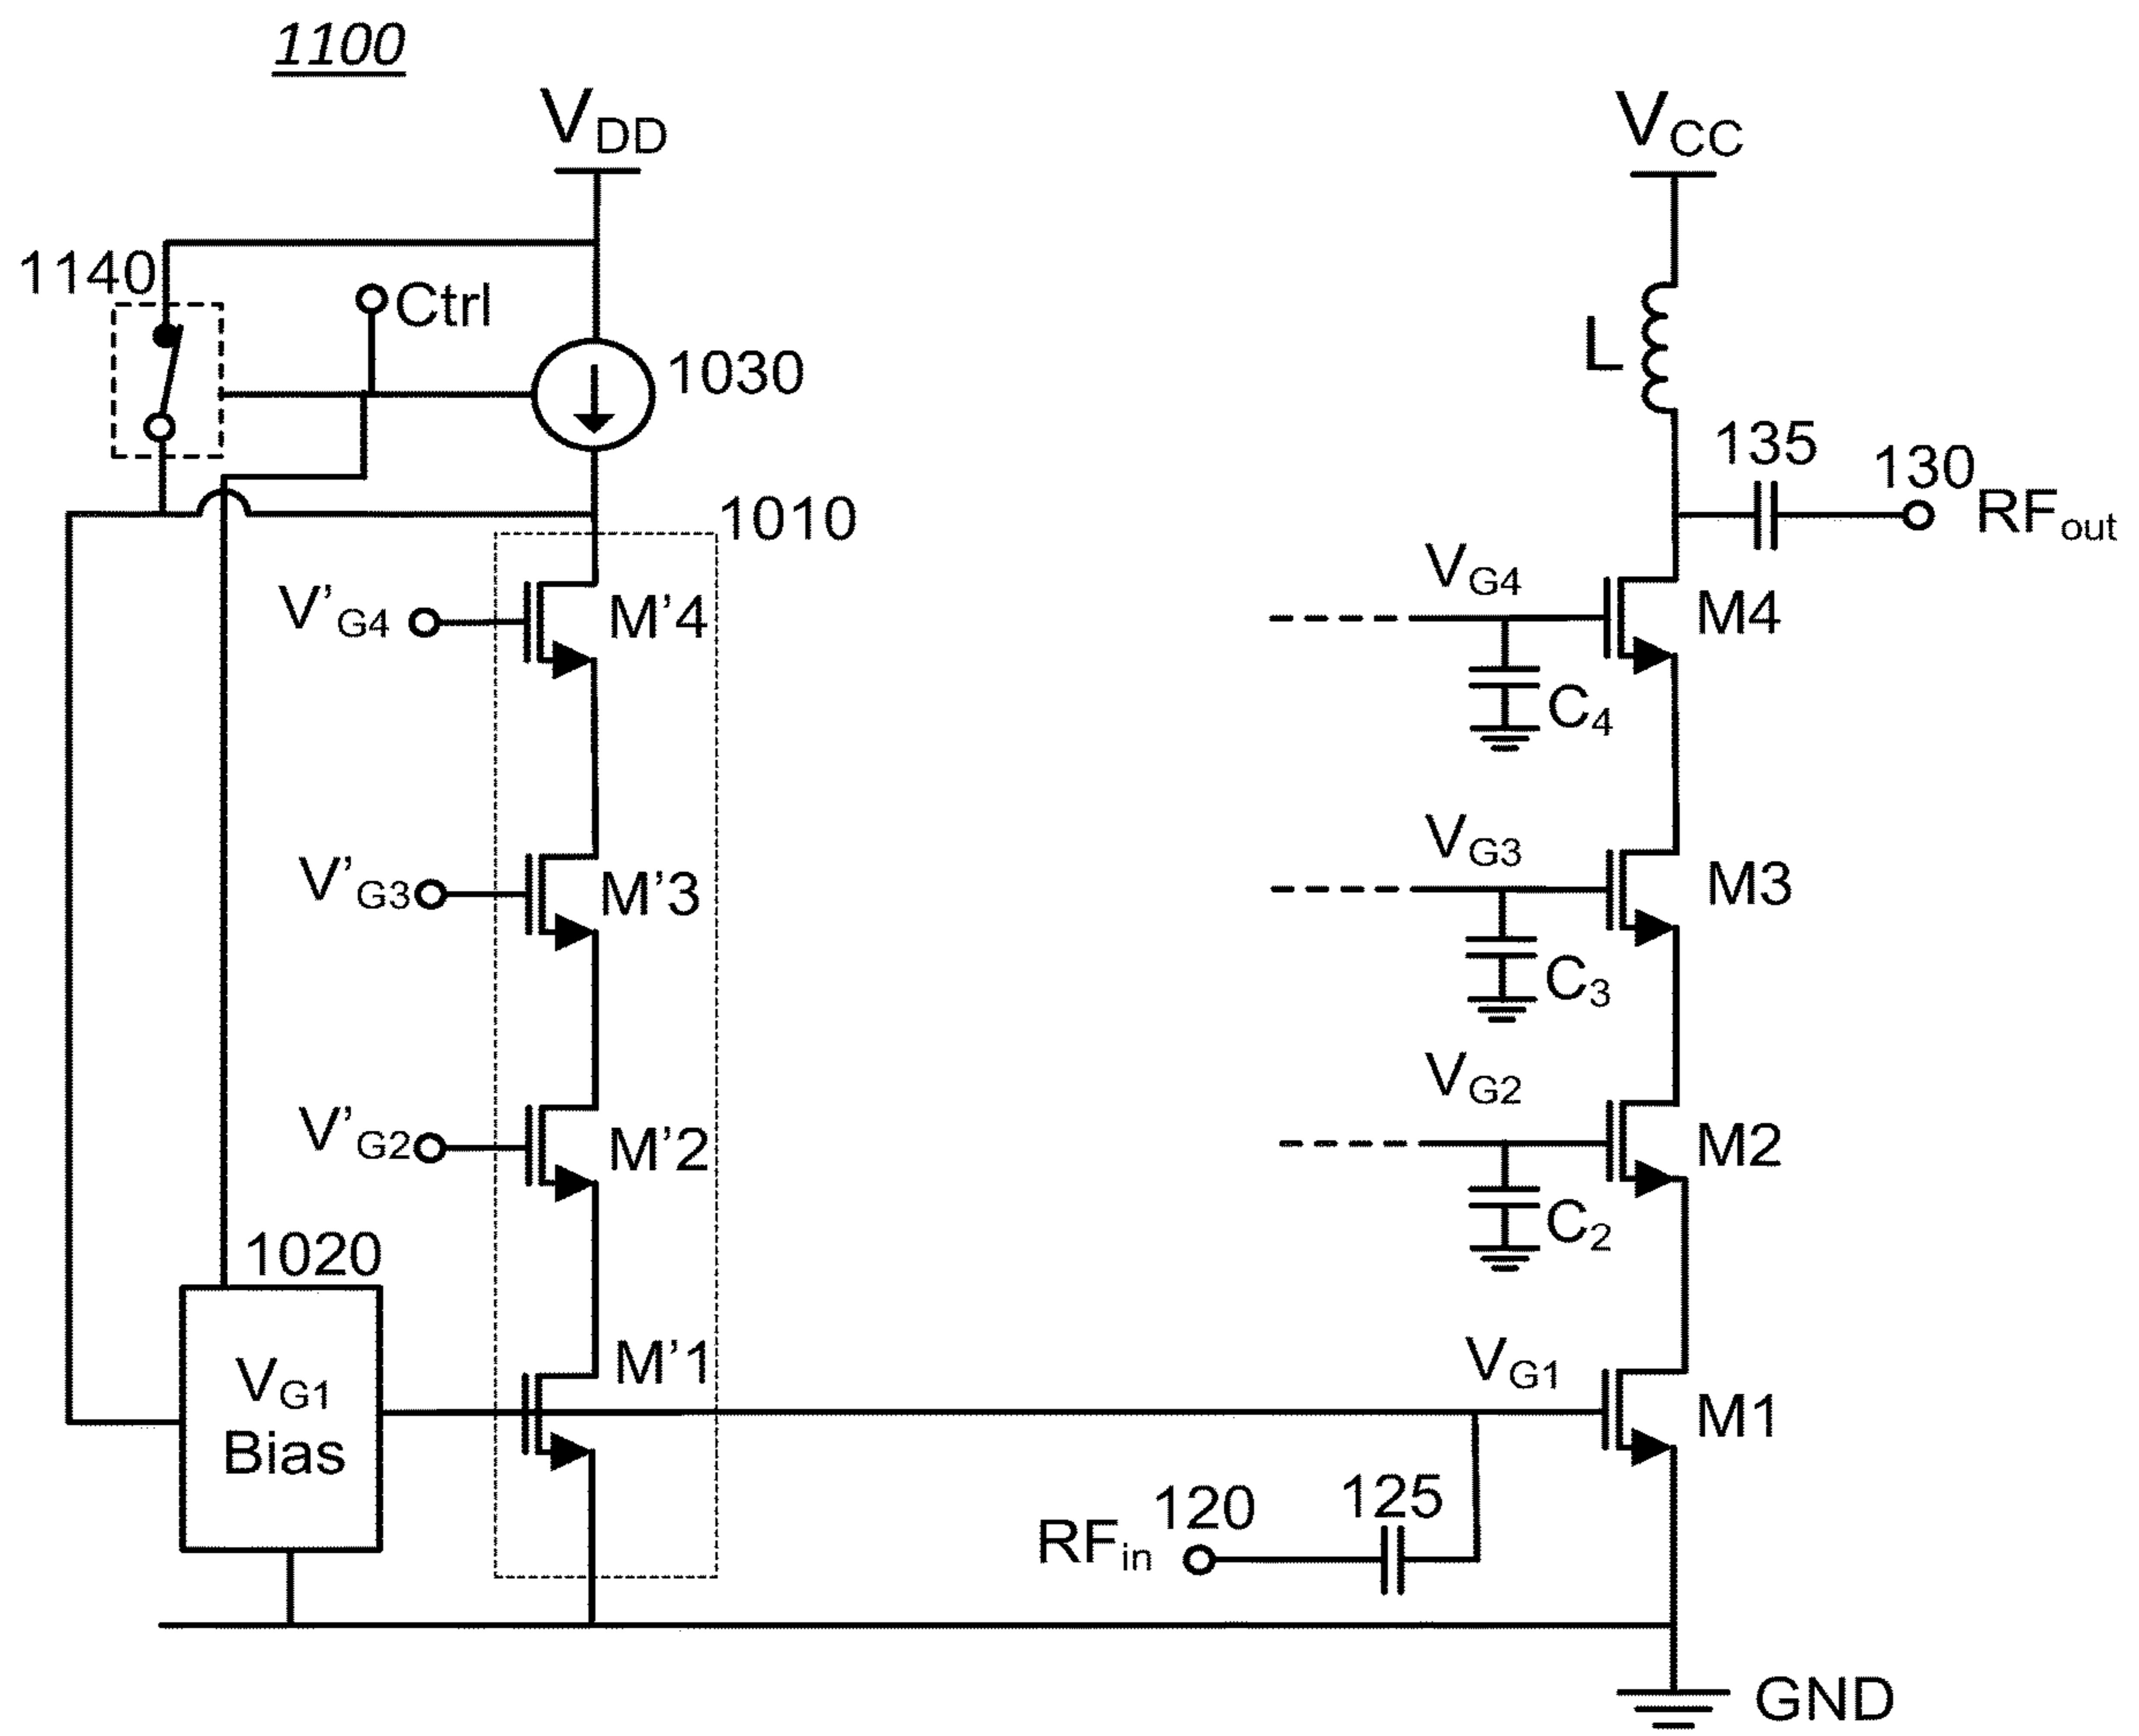 1100
VDD
VCC
1140
Ctrl
1030
L
135
130
RFout
1010
V'G4
M'4
VG4
M4
C4
V'G3
M'3
VG3
M3
C3
V'G2
M'2
VG2
M2
C2
1020
VG1
Bias
M'1
VG1
M1
RFin
120
125
GND